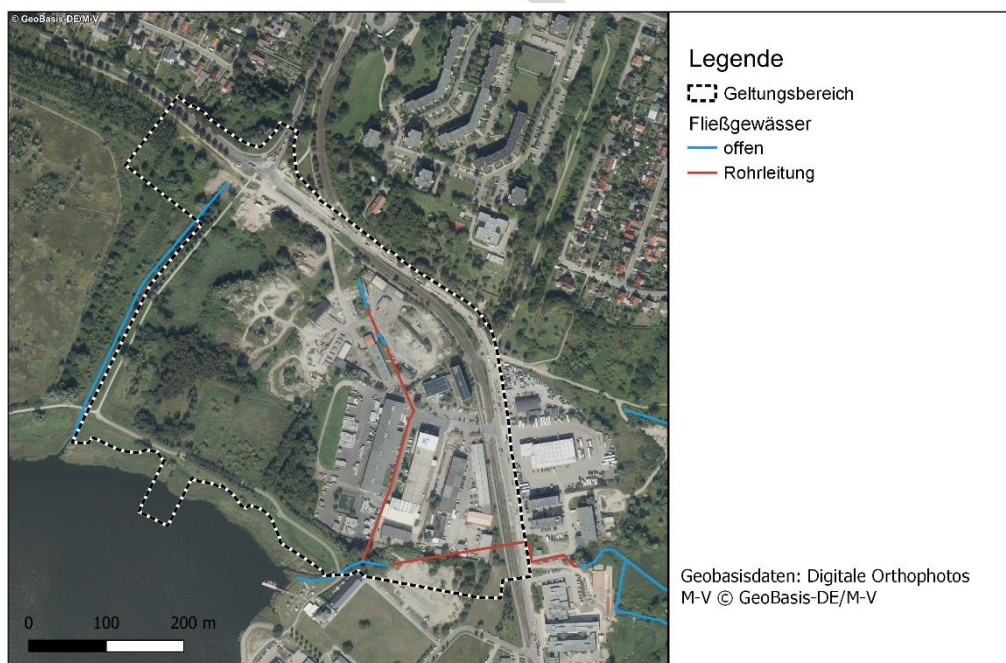 © GeoBasis-DE/M-V
Legende
Geltungsbereich
Fließgewässer
offen
Rohrleitung
Geobasisdaten: Digitale Orthophotos
M-V © GeoBasis-DE/M-V
0 100 200 m